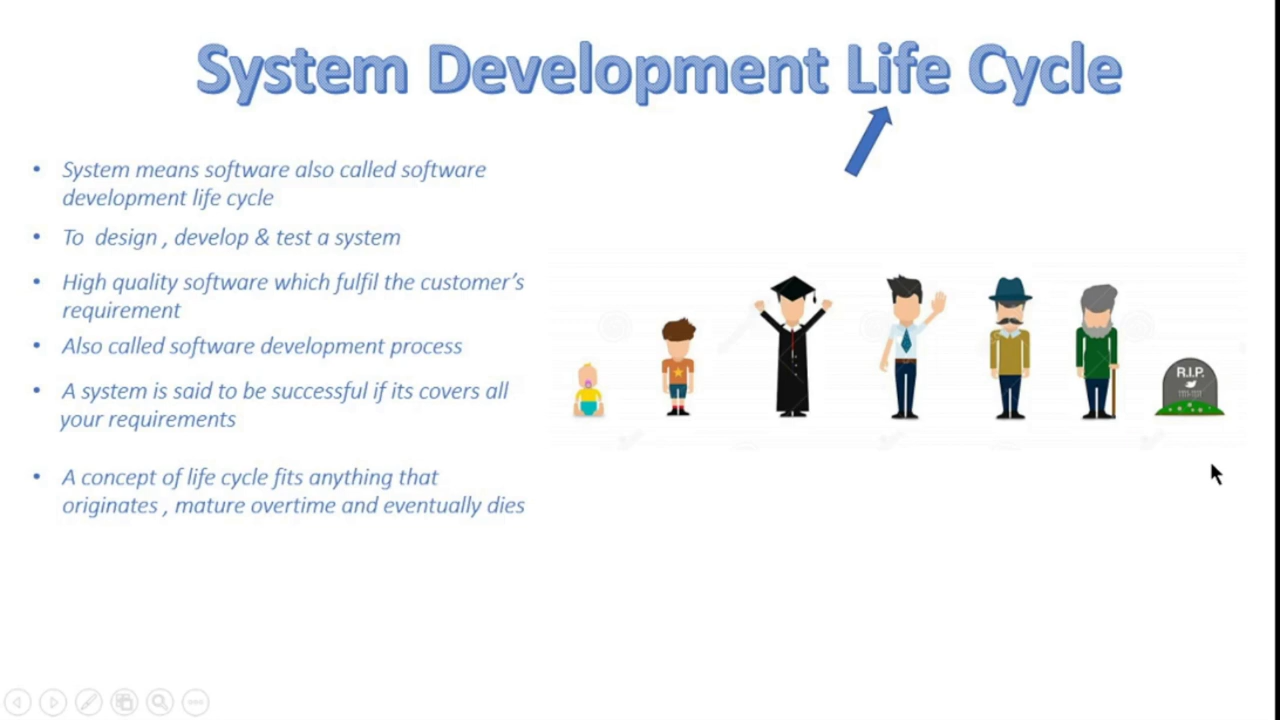 System Development Life Cycle
• System means software also called software
development life cycle
• To design , develop & test a system
• High quality software which fulfil the customer's
requirement
• Also called software development process
• A system is said to be successful if its covers all
your requirements
• A concept of life cycle fits anything that
originates , mature overtime and eventually dies
R.I.P.